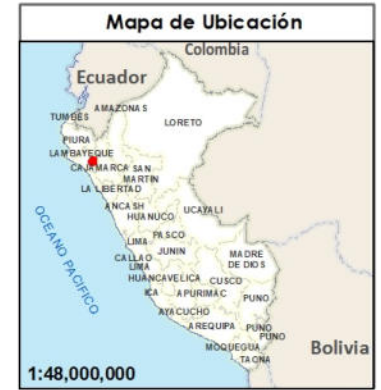 Mapa de Ubicación
Colombia
Ecuador
AMAZONAS
TUMBES
LORETO
PIURA
LAMBAYEQUE
CAJAMARCA SAN
MARTIN
LA LIBERTAD
ANCASH
UCAYALI
HUANUCO
PASCO
LIMA
JUNIN
CALLAO
LIMA
MADRE
DE DIOS
HUANCAVELICA
CUSCO
ICA
APURIMAC
PUNO
AYACUCHO
AREQUIPA
PUNO
PUNO
MOQUEGUA
TACNA
OCEANO PACIFICO
Bolivia
1:48,000,000